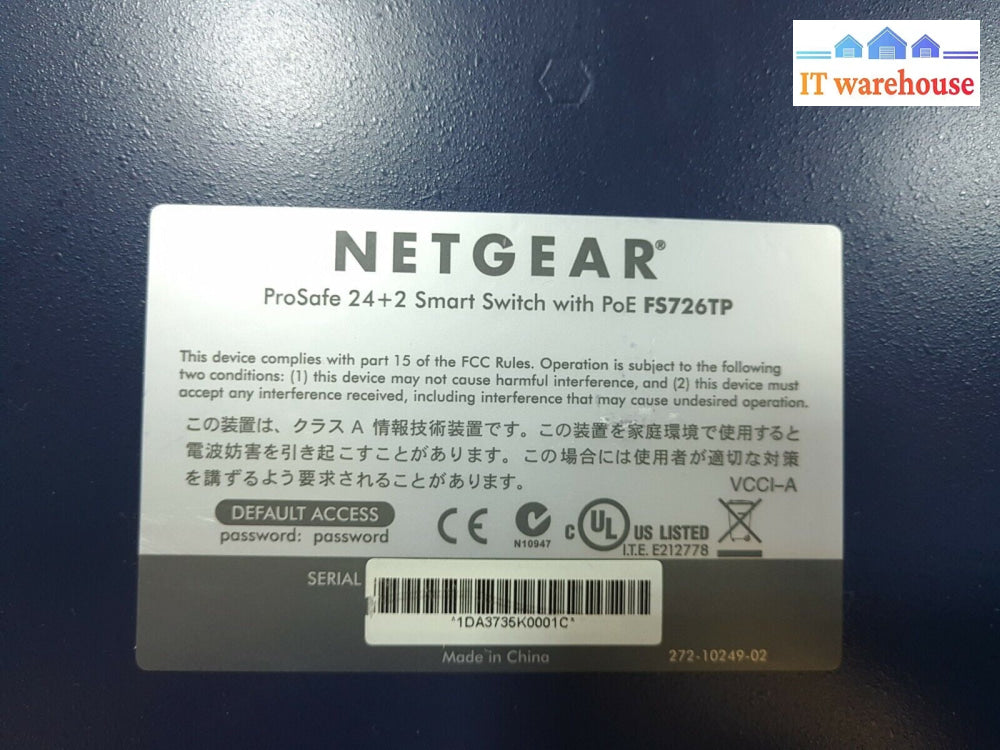 IT warehouse
NETGEAR®
ProSafe 24+2 Smart Switch with PoE FS726TP
This device complies with part 15 of the FCC Rules. Operation is subject to the following
two conditions: (1) this device may not cause harmful interference, and (2) this device must
accept any interference received, including interference that may cause undesired operation.
この装置は、クラス A 情報技術装置です。この装置を家庭環境で使用すると
電波妨害を引き起こすことがあります。この場合には使用者が適切な対策
を講ずるよう要求されることがあります。
VCCI-A
DEFAULT ACCESS
password: password
CE
N10947
C UL US LISTED
I.T.E. E212778
SERIAL
*1DA3735K0001C*
Made in China
272-10249-02